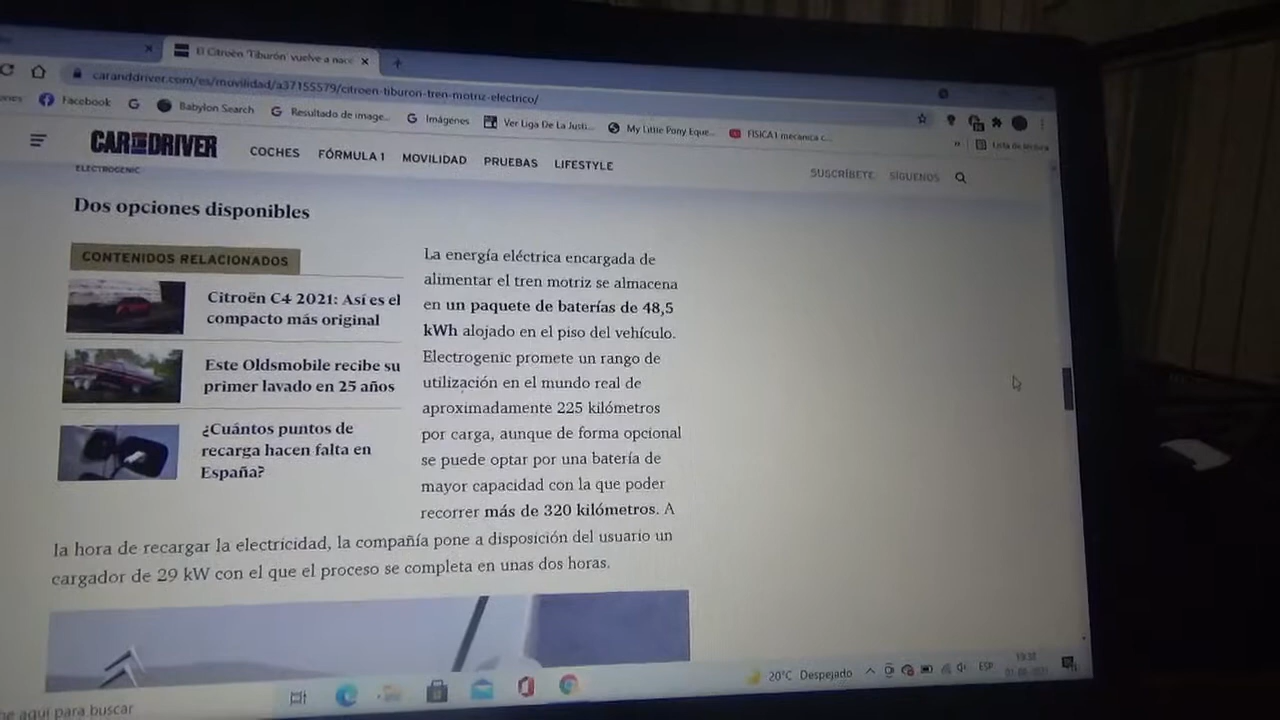 El Citroën 'Tiburón' vuelve a nace
caranddriver.com/es/movilidad/a37155579/citroen-tiburon-tren-motriz-electrico/
Facebook
Babylon Search
Resultado de image...
Imágenes
Ver Liga De La Justi...
My Little Pony Eque...
FISICA1 mecanica c...
Lista de lectura
CAR AND DRIVER
COCHES
FÓRMULA 1
MOVILIDAD
PRUEBAS
LIFESTYLE
SUSCRÍBETE
SÍGUENOS
ELECTROGENIC
Dos opciones disponibles
CONTENIDOS RELACIONADOS
Citroën C4 2021: Así es el
compacto más original
Este Oldsmobile recibe su
primer lavado en 25 años
¿Cuántos puntos de
recarga hacen falta en
España?
La energía eléctrica encargada de
alimentar el tren motriz se almacena
en un paquete de baterías de 48,5
kWh alojado en el piso del vehículo.
Electrogenic promete un rango de
utilización en el mundo real de
aproximadamente 225 kilómetros
por carga, aunque de forma opcional
se puede optar por una batería de
mayor capacidad con la que poder
recorrer más de 320 kilómetros. A
la hora de recargar la electricidad, la compañía pone a disposición del usuario un
cargador de 29 kW con el que el proceso se completa en unas dos horas.
e aquí para buscar
20°C Despejado
ESP